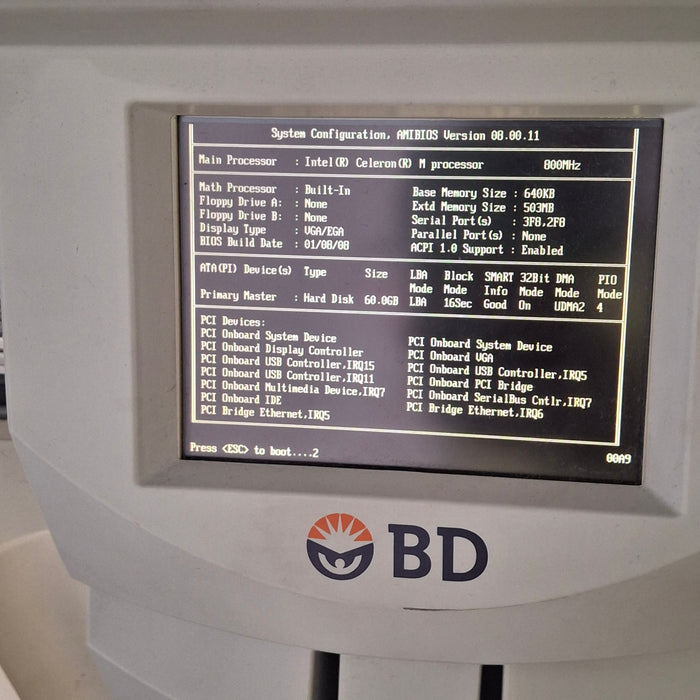 System Configuration, AMIBIOS Version 08.00.11
Main Processor : Intel(R) Celeron(R) M processor 800MHz
Math Processor : Built-In Base Memory Size : 640KB
Floppy Drive A: : None Extd Memory Size : 503MB
Floppy Drive B: : None Serial Port(s) : 3F8,2F8
Display Type : VGA/EGA Parallel Port(s) : None
BIOS Build Date : 01/08/08 ACPI 1.0 Support : Enabled
ATA(PI) Device(s) Type Size LBA Block SMART 32Bit DMA PIO
Mode Mode Info Mode Mode Mode
Primary Master : Hard Disk 60.0GB LBA 16Sec Good On UDMA2 4
PCI Devices:
PCI Onboard System Device PCI Onboard System Device
PCI Onboard Display Controller PCI Onboard VGA
PCI Onboard USB Controller,IRQ15 PCI Onboard USB Controller,IRQ5
PCI Onboard USB Controller,IRQ11 PCI Onboard PCI Bridge
PCI Onboard Multimedia Device,IRQ7 PCI Onboard SerialBus Cntlr,IRQ7
PCI Onboard IDE PCI Bridge Ethernet,IRQ6
PCI Bridge Ethernet,IRQ5
Press <ESC> to boot....2 00A9
BD